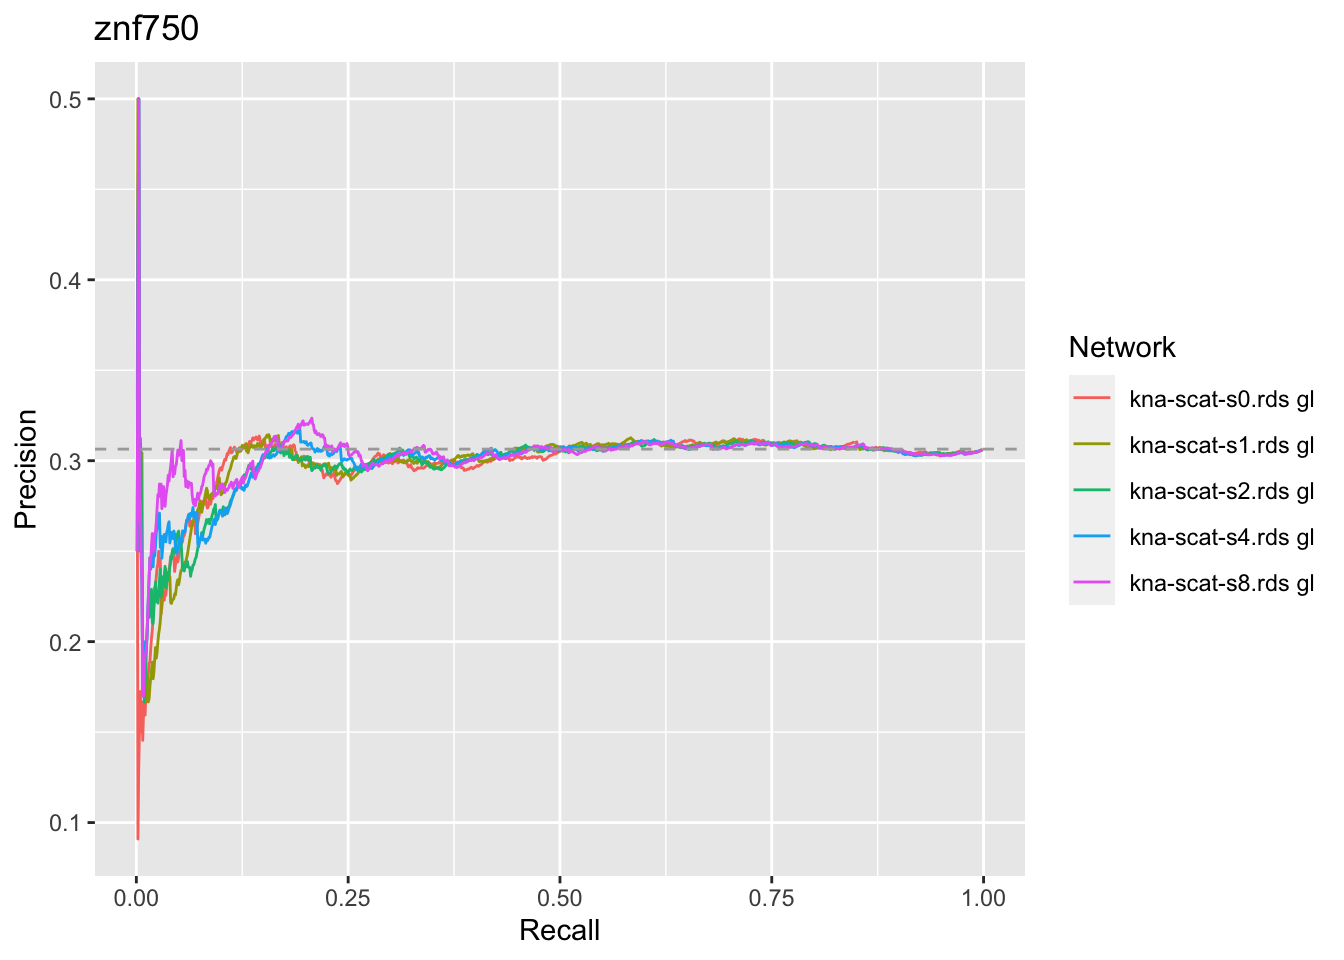 znf750
0.5
0.4
0.3
0.2
0.1
Precision
0.00 0.25 0.50 0.75 1.00
Recall
Network
kna-scat-s0.rds gl
kna-scat-s1.rds gl
kna-scat-s2.rds gl
kna-scat-s4.rds gl
kna-scat-s8.rds gl